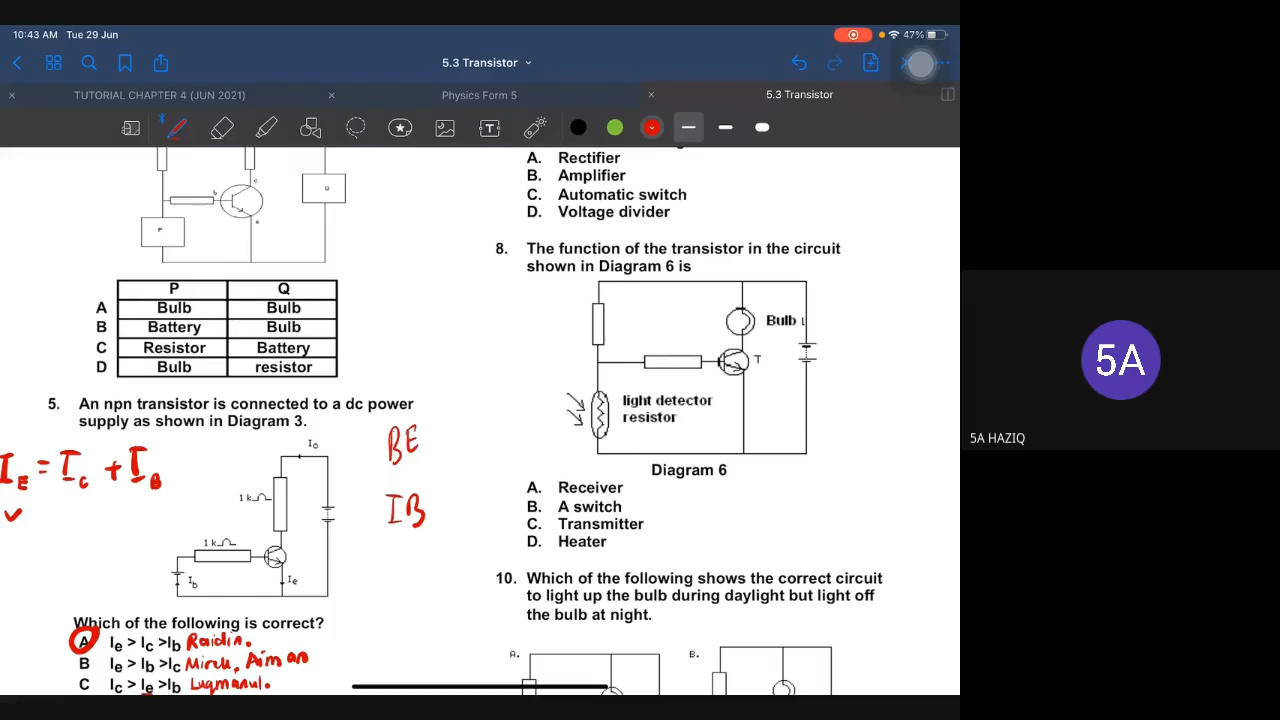 10:43 AM Tue 29 Jun
47%
5.3 Transistor
TUTORIAL CHAPTER 4 (JUN 2021)
Physics Form 5
5.3 Transistor
b
c
e
P
Q
P Q
A Bulb Bulb
B Battery Bulb
C Resistor Battery
D Bulb resistor
5. An npn transistor is connected to a dc power
supply as shown in Diagram 3.
IE = IC + IB
BE
IB
Ic
1 k
1 k
Ib
Ie
Which of the following is correct?
A Ie > Ic >Ib Raidin.
B Ie > Ib >Ic Mirch, Aiman
C Ic > Ie >Ib Luqmanul.
A. Rectifier
B. Amplifier
C. Automatic switch
D. Voltage divider
8. The function of the transistor in the circuit
shown in Diagram 6 is
Bulb
T
light detector
resistor
Diagram 6
A. Receiver
B. A switch
C. Transmitter
D. Heater
10. Which of the following shows the correct circuit
to light up the bulb during daylight but light off
the bulb at night.
A.
B.
5A
5A HAZIQ